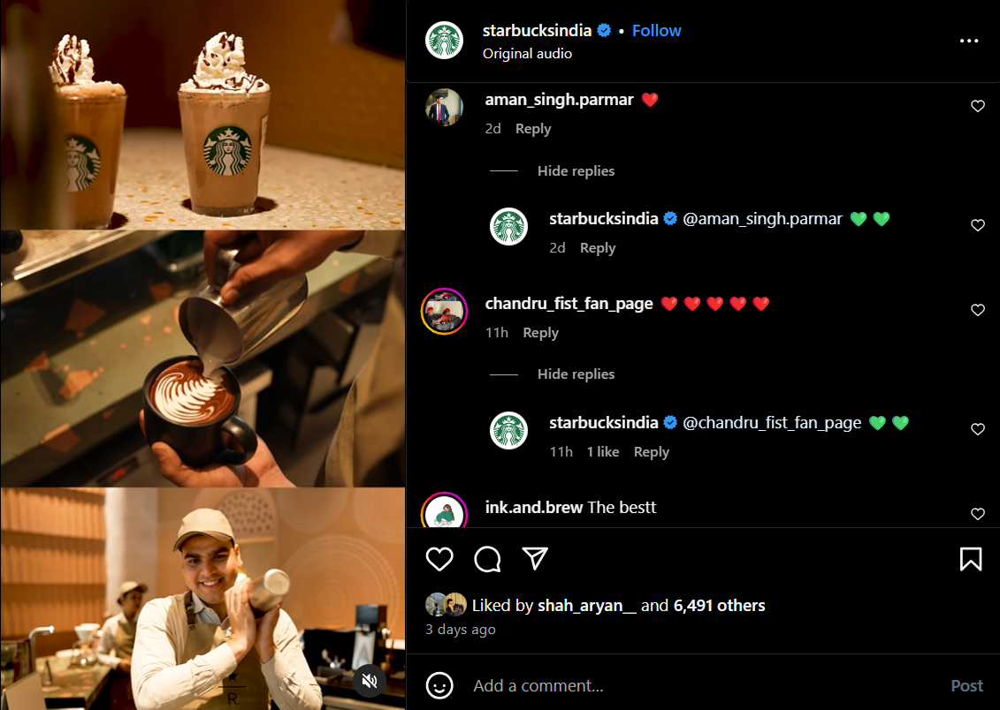 starbucksindia • Follow
Original audio
aman_singh.parmar ❤️
2d Reply
Hide replies
starbucksindia @aman_singh.parmar 💚 💚
2d Reply
chandru_fist_fan_page ❤️ ❤️ ❤️ ❤️ ❤️
11h Reply
Hide replies
starbucksindia @chandru_fist_fan_page 💚 💚
11h 1 like Reply
ink.and.brew The bestt
Liked by shah_aryan__ and 6,491 others
3 days ago
Add a comment...
Post
R